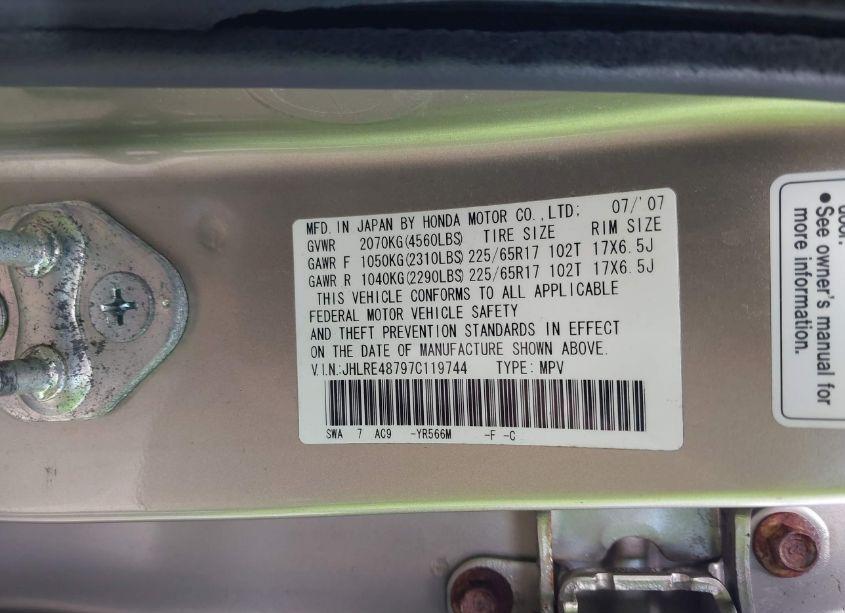 MFD. IN JAPAN BY HONDA MOTOR CO.,LTD; 07/'07
GVWR 2070KG(4560LBS) TIRE SIZE RIM SIZE
GAWR F 1050KG(2310LBS) 225/65R17 102T 17X6.5J
GAWR R 1040KG(2290LBS) 225/65R17 102T 17X6.5J
THIS VEHICLE CONFORMS TO ALL APPLICABLE
FEDERAL MOTOR VEHICLE SAFETY
AND THEFT PREVENTION STANDARDS IN EFFECT
ON THE DATE OF MANUFACTURE SHOWN ABOVE.
V.I.N.:JHLRE48797C119744 TYPE: MPV
SWA 7 AC9 -YR566M -F -C
door.
• See owner's manual for
more information.